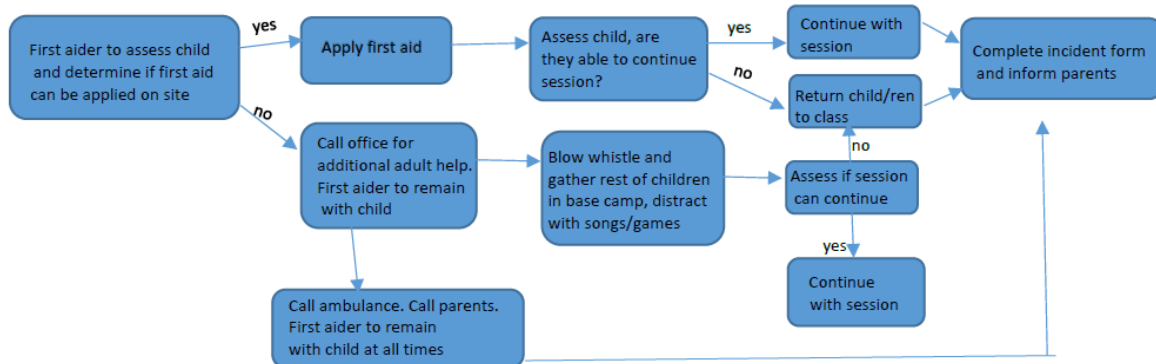 First aider to assess child
and determine if first aid
can be applied on site
yes
no
Apply first aid
Assess child, are
they able to continue
session?
yes
no
Continue with
session
Return child/ren
to class
Complete incident form
and inform parents
Call office for
additional adult help.
First aider to remain
with child
Blow whistle and
gather rest of children
in base camp, distract
with songs/games
Assess if session
can continue
no
yes
Continue
with session
Call ambulance. Call parents.
First aider to remain
with child at all times